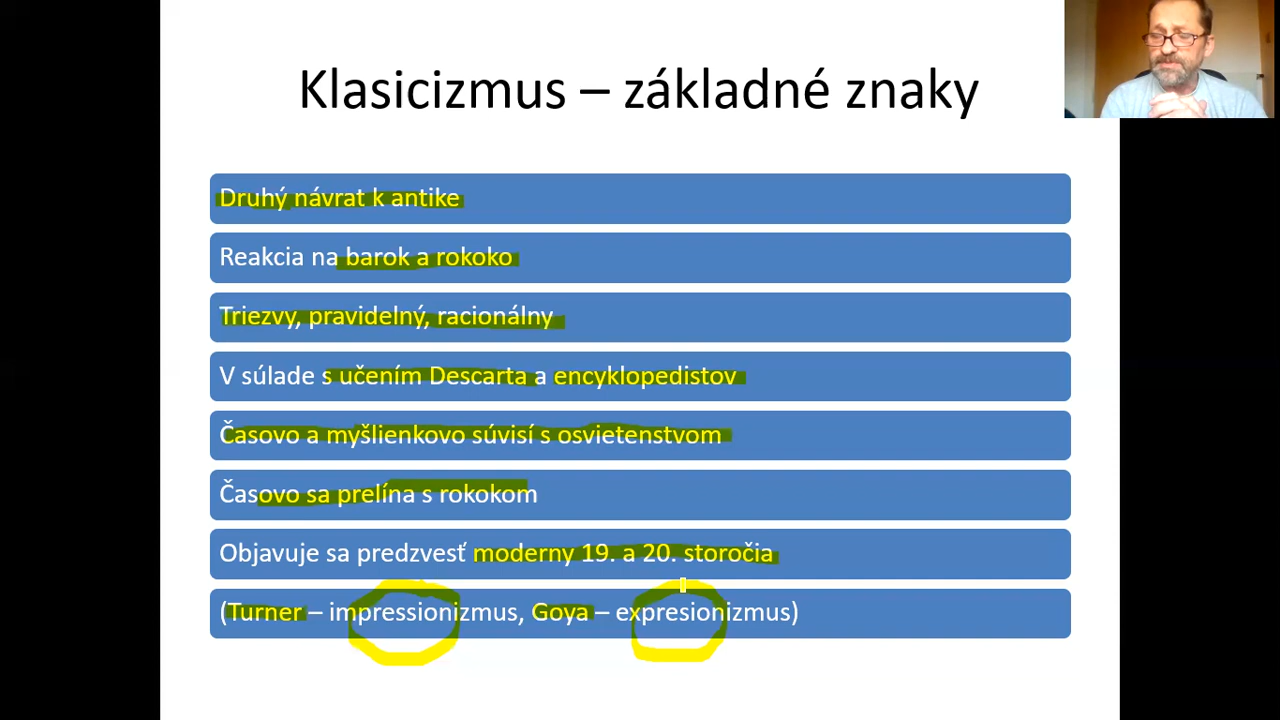 Klasicizmus – základné znaky
Druhý návrat k antike
Reakcia na barok a rokoko
Triezvy, pravidelný, racionálny
V súlade s učením Descarta a encyklopedistov
Časovo a myšlienkovo súvisí s osvietenstvom
Časovo sa prelína s rokokom
Objavuje sa predzvesť moderny 19. a 20. storočia
(Turner – impressionizmus, Goya – expresionizmus)